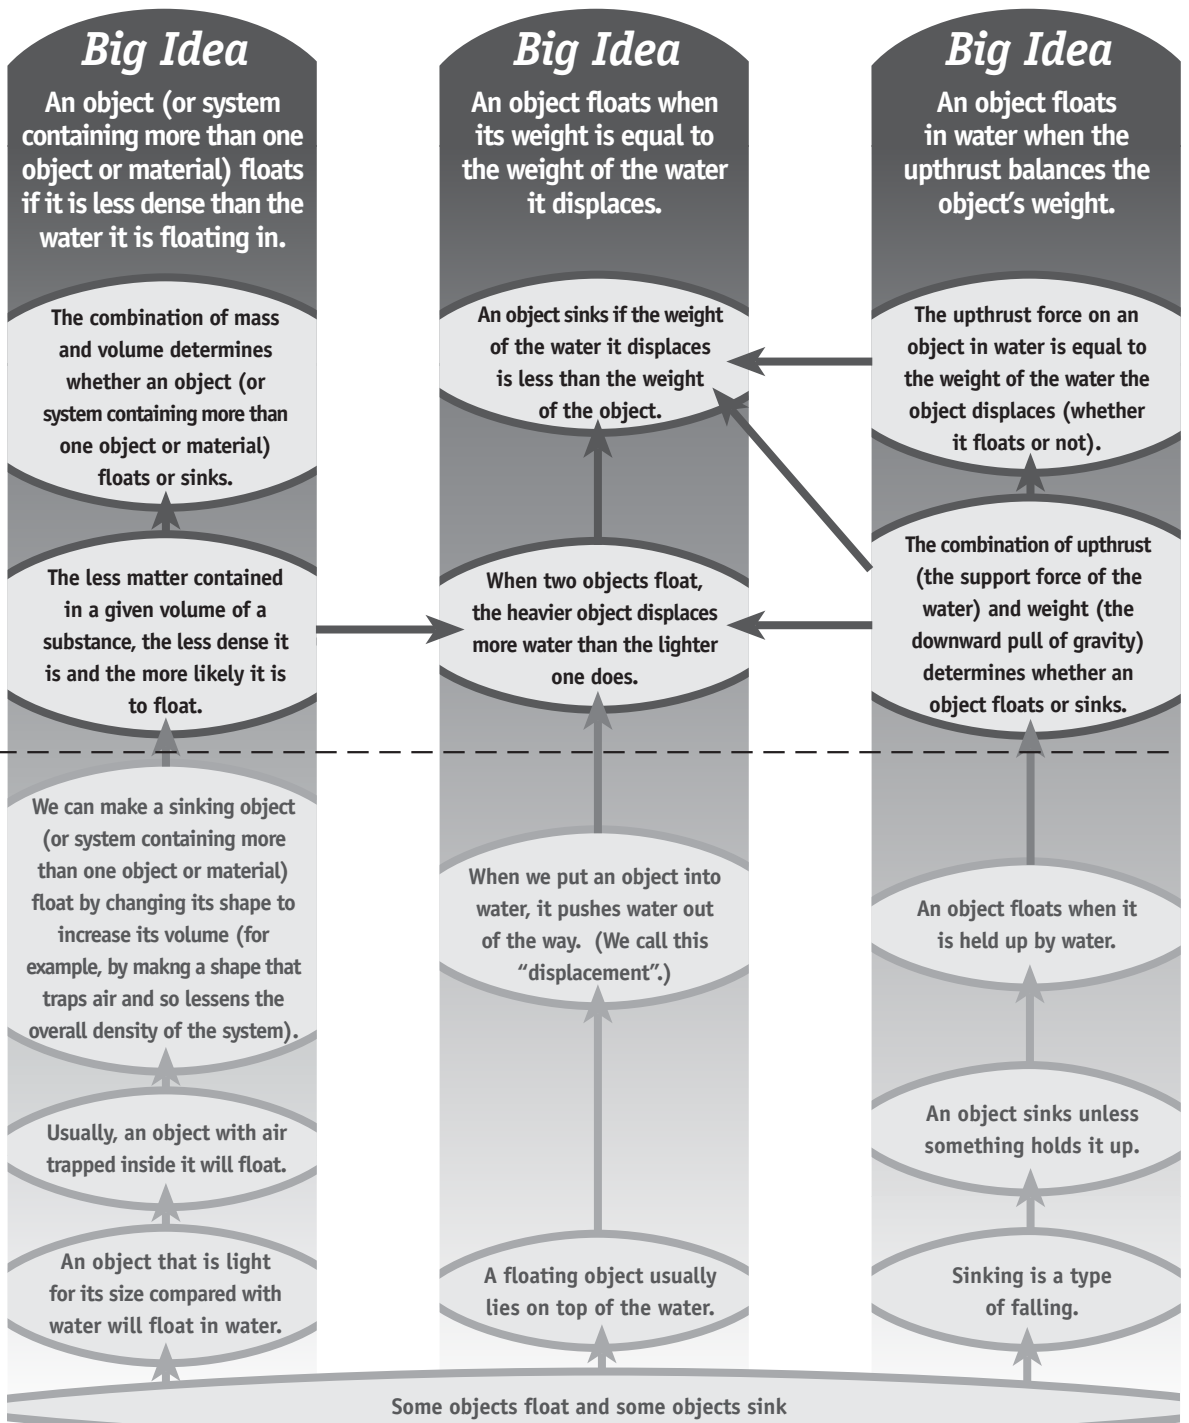 Big Idea
An object (or system
containing more than one
object or material) floats
if it is less dense than the
water it is floating in.
The combination of mass
and volume determines
whether an object (or
system containing more than
one object or material)
floats or sinks.
The less matter contained
in a given volume of a
substance, the less dense it
is and the more likely it is
to float.
We can make a sinking object
(or system containing more
than one object or material)
float by changing its shape to
increase its volume (for
example, by makng a shape that
traps air and so lessens the
overall density of the system).
Usually, an object with air
trapped inside it will float.
An object that is light
for its size compared with
water will float in water.
Big Idea
An object floats when
its weight is equal to
the weight of the water
it displaces.
An object sinks if the weight
of the water it displaces
is less than the weight
of the object.
When two objects float,
the heavier object displaces
more water than the lighter
one does.
When we put an object into
water, it pushes water out
of the way. (We call this
“displacement”.)
A floating object usually
lies on top of the water.
Big Idea
An object floats
in water when the
upthrust balances the
object’s weight.
The upthrust force on an
object in water is equal to
the weight of the water the
object displaces (whether
it floats or not).
The combination of upthrust
(the support force of the
water) and weight (the
downward pull of gravity)
determines whether an
object floats or sinks.
An object floats when it
is held up by water.
An object sinks unless
something holds it up.
Sinking is a type
of falling.
Some objects float and some objects sink